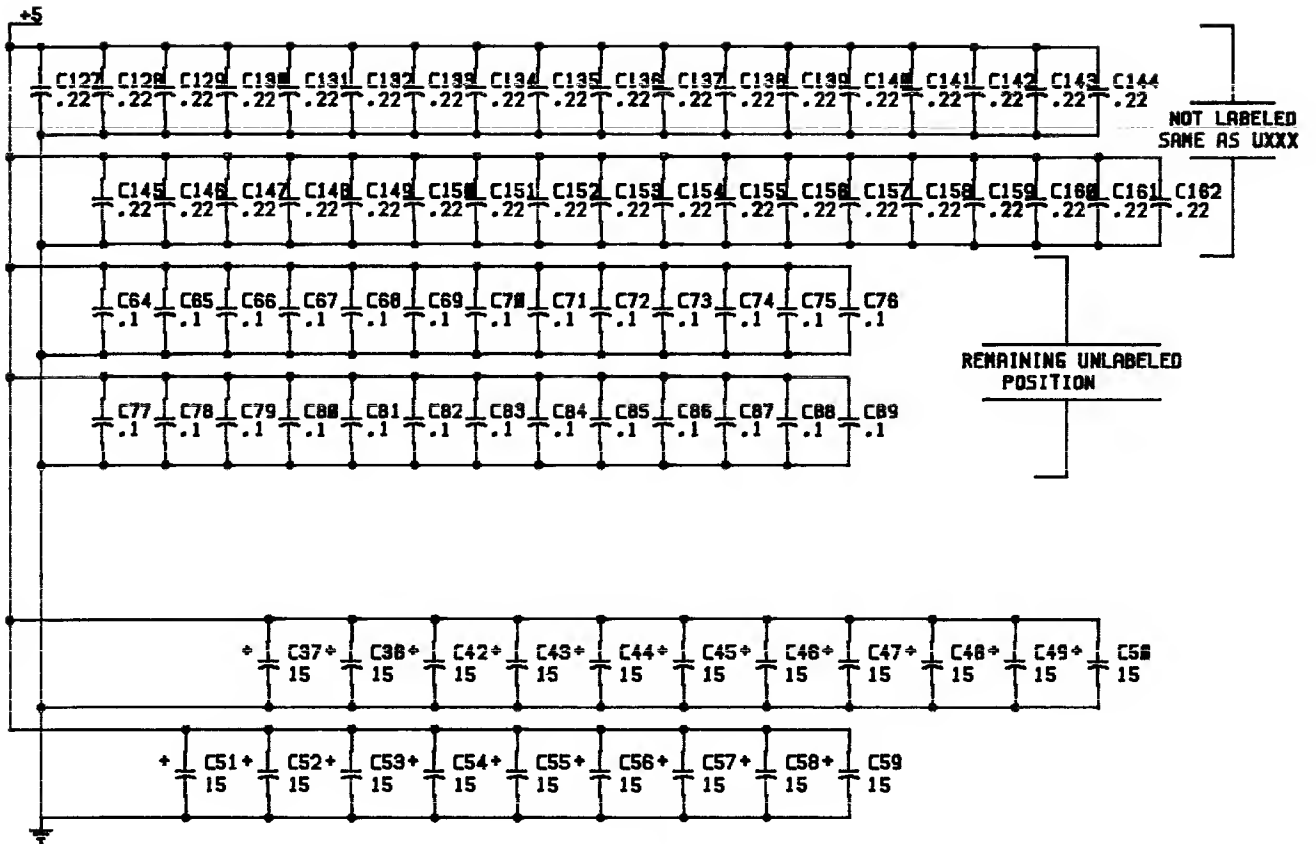 +5
C127 C128 C129 C130 C131 C132 C133 C134 C135 C136 C137 C138 C139 C140 C141 C142 C143 C144
.22 .22 .22 .22 .22 .22 .22 .22 .22 .22 .22 .22 .22 .22 .22 .22 .22 .22
NOT LABELED
SAME AS UXXX
C145 C146 C147 C148 C149 C150 C151 C152 C153 C154 C155 C156 C157 C158 C159 C160 C161 C162
.22 .22 .22 .22 .22 .22 .22 .22 .22 .22 .22 .22 .22 .22 .22 .22 .22 .22
C64 C65 C66 C67 C68 C69 C70 C71 C72 C73 C74 C75 C76
.1 .1 .1 .1 .1 .1 .1 .1 .1 .1 .1 .1 .1
REMAINING UNLABELED
POSITION
C77 C78 C79 C80 C81 C82 C83 C84 C85 C86 C87 C88 C89
.1 .1 .1 .1 .1 .1 .1 .1 .1 .1 .1 .1 .1
+ C37 + C38 + C42 + C43 + C44 + C45 + C46 + C47 + C48 + C49 + C50
15 15 15 15 15 15 15 15 15 15 15
+ C51 + C52 + C53 + C54 + C55 + C56 + C57 + C58 + C59
15 15 15 15 15 15 15 15 15